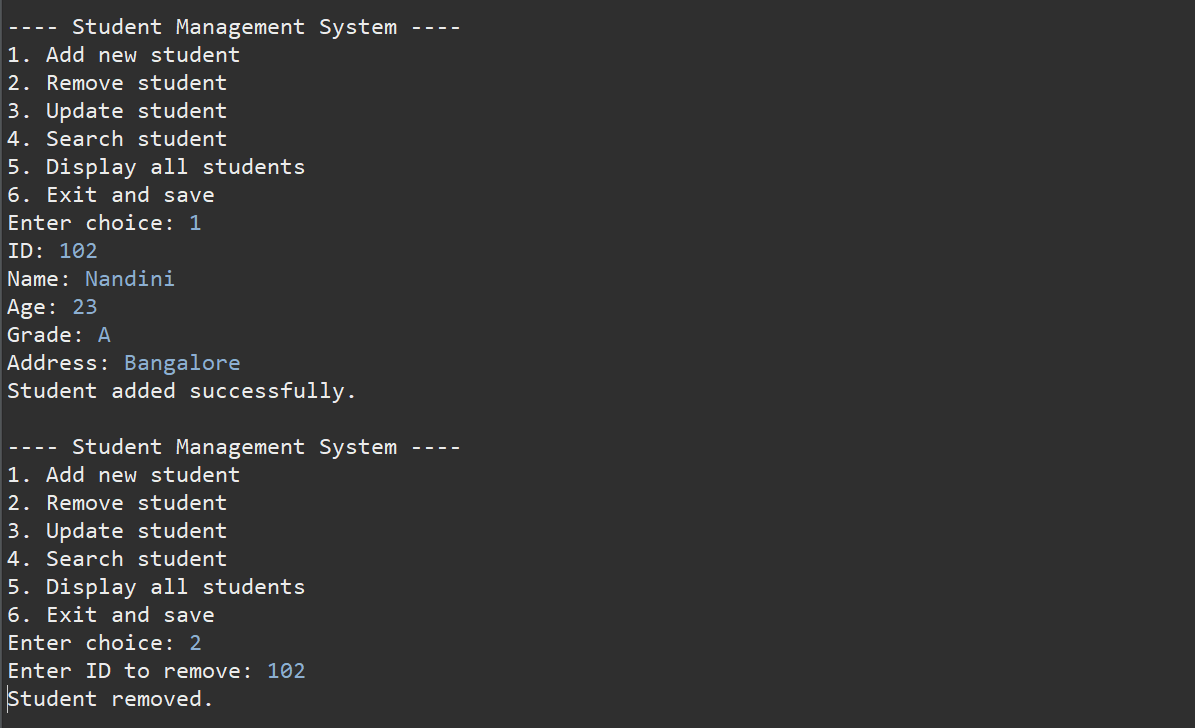 ---- Student Management System ----
1. Add new student
2. Remove student
3. Update student
4. Search student
5. Display all students
6. Exit and save
Enter choice: 1
ID: 102
Name: Nandini
Age: 23
Grade: A
Address: Bangalore
Student added successfully.

---- Student Management System ----
1. Add new student
2. Remove student
3. Update student
4. Search student
5. Display all students
6. Exit and save
Enter choice: 2
Enter ID to remove: 102
Student removed.